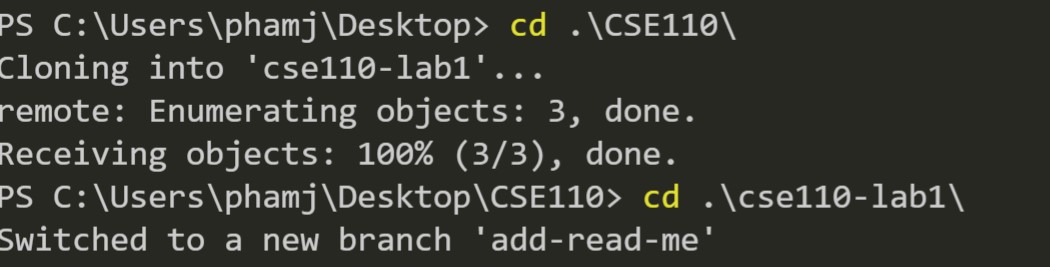 PS C:\Users\phamj\Desktop> cd .\CSE110\
Cloning into 'cse110-lab1'...
remote: Enumerating objects: 3, done.
Receiving objects: 100% (3/3), done.
PS C:\Users\phamj\Desktop\CSE110> cd .\cse110-lab1\
Switched to a new branch 'add-read-me'